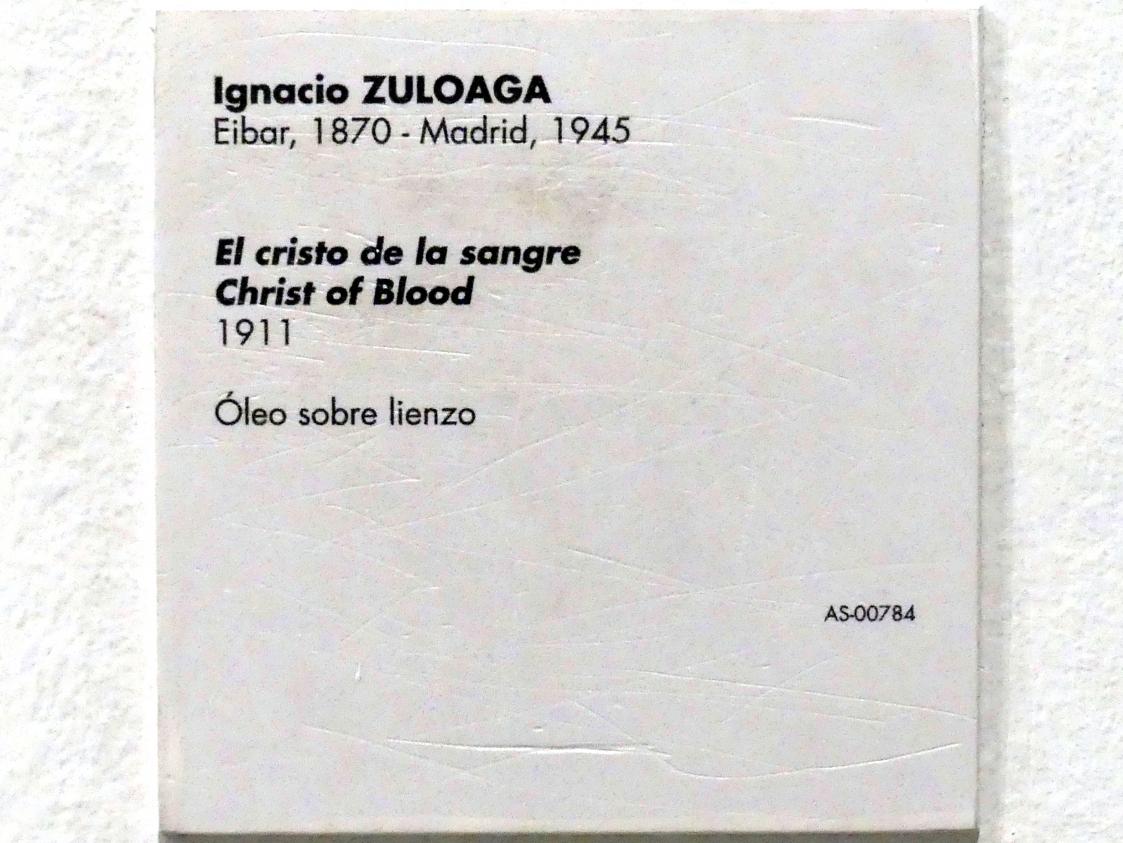 Ignacio ZULOAGA
Eibar, 1870 - Madrid, 1945
El cristo de la sangre
Christ of Blood
1911
Óleo sobre lienzo
AS-00784